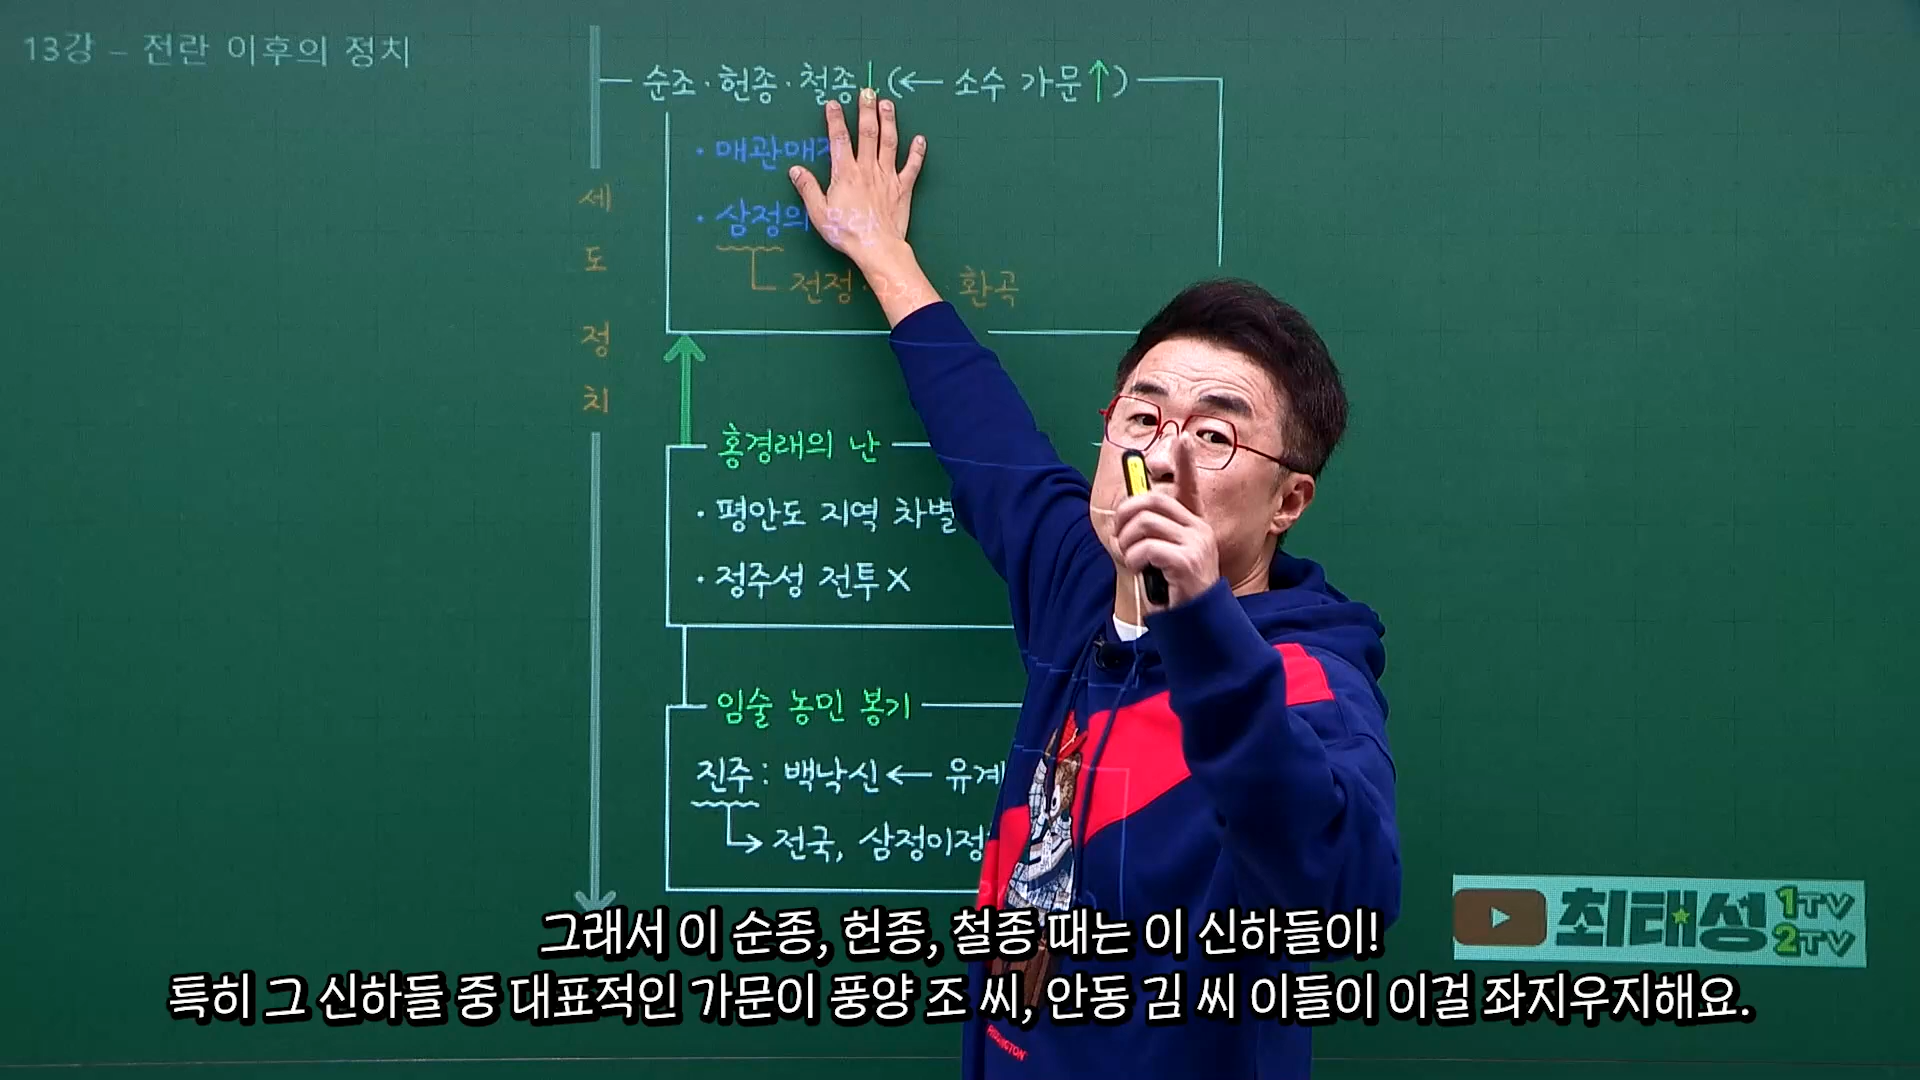 13강 – 전란 이후의 정치
순조·헌종·철종↓(← 소수 가문↑)
· 매관매직
· 삼정의 문란
전정· 환곡
세
도
정
치
홍경래의 난
· 평안도 지역 차별
· 정주성 전투 X
임술 농민 봉기
진주: 백낙신 ← 유계
→ 전국, 삼정이정
최태성 1TV 2TV
그래서 이 순종, 헌종, 철종 때는 이 신하들이!
특히 그 신하들 중 대표적인 가문이 풍양 조 씨, 안동 김 씨 이들이 이걸 좌지우지해요.